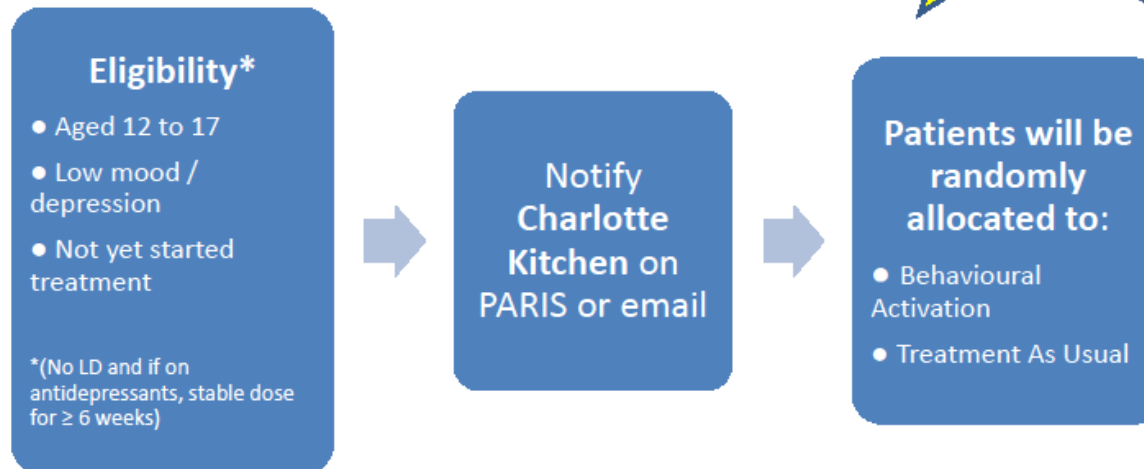 Eligibility*
● Aged 12 to 17
● Low mood /
depression
● Not yet started
treatment
*(No LD and if on
antidepressants, stable dose
for ≥ 6 weeks)
Notify
Charlotte
Kitchen on
PARIS or email
Patients will be
randomly
allocated to:
● Behavioural
Activation
● Treatment As Usual